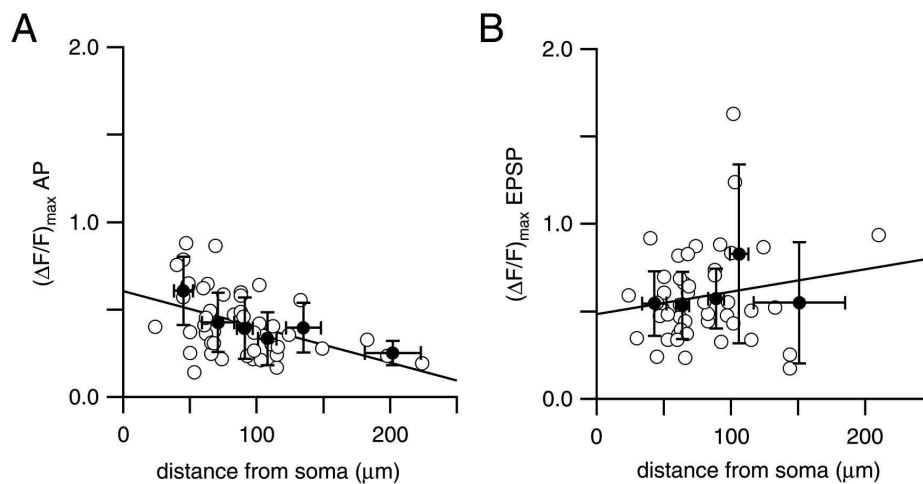 A
2.0
1.0
0.0
(ΔF/F)max AP
0
100
200
distance from soma (μm)
B
2.0
1.0
0.0
(ΔF/F)max EPSP
0
100
200
distance from soma (μm)